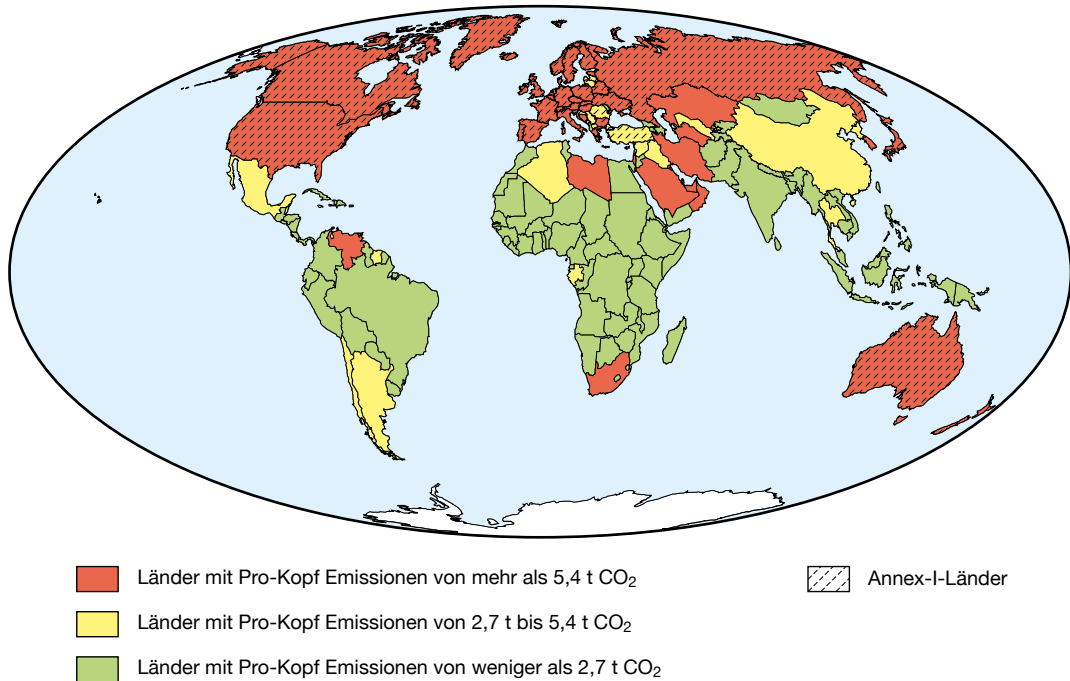 Länder mit Pro-Kopf Emissionen von mehr als 5,4 t CO₂
Annex-I-Länder
Länder mit Pro-Kopf Emissionen von 2,7 t bis 5,4 t CO₂
Länder mit Pro-Kopf Emissionen von weniger als 2,7 t CO₂